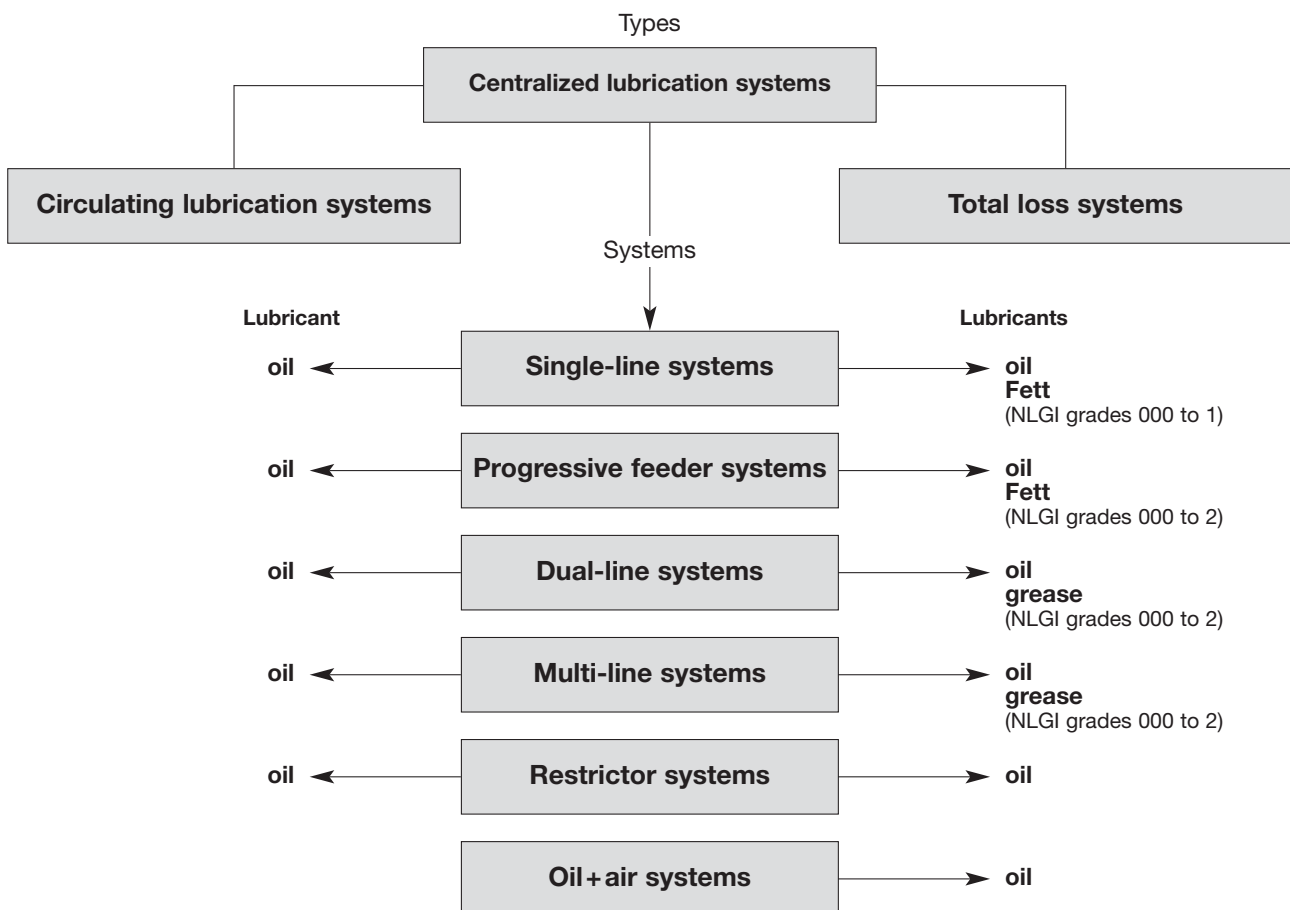 Types
Centralized lubrication systems
Circulating lubrication systems
Total loss systems
Systems
Lubricant
Lubricants
oil
Single-line systems
oil
Fett
(NLGI grades 000 to 1)
oil
Progressive feeder systems
oil
Fett
(NLGI grades 000 to 2)
oil
Dual-line systems
oil
grease
(NLGI grades 000 to 2)
oil
Multi-line systems
oil
grease
(NLGI grades 000 to 2)
oil
Restrictor systems
oil
Oil+air systems
oil